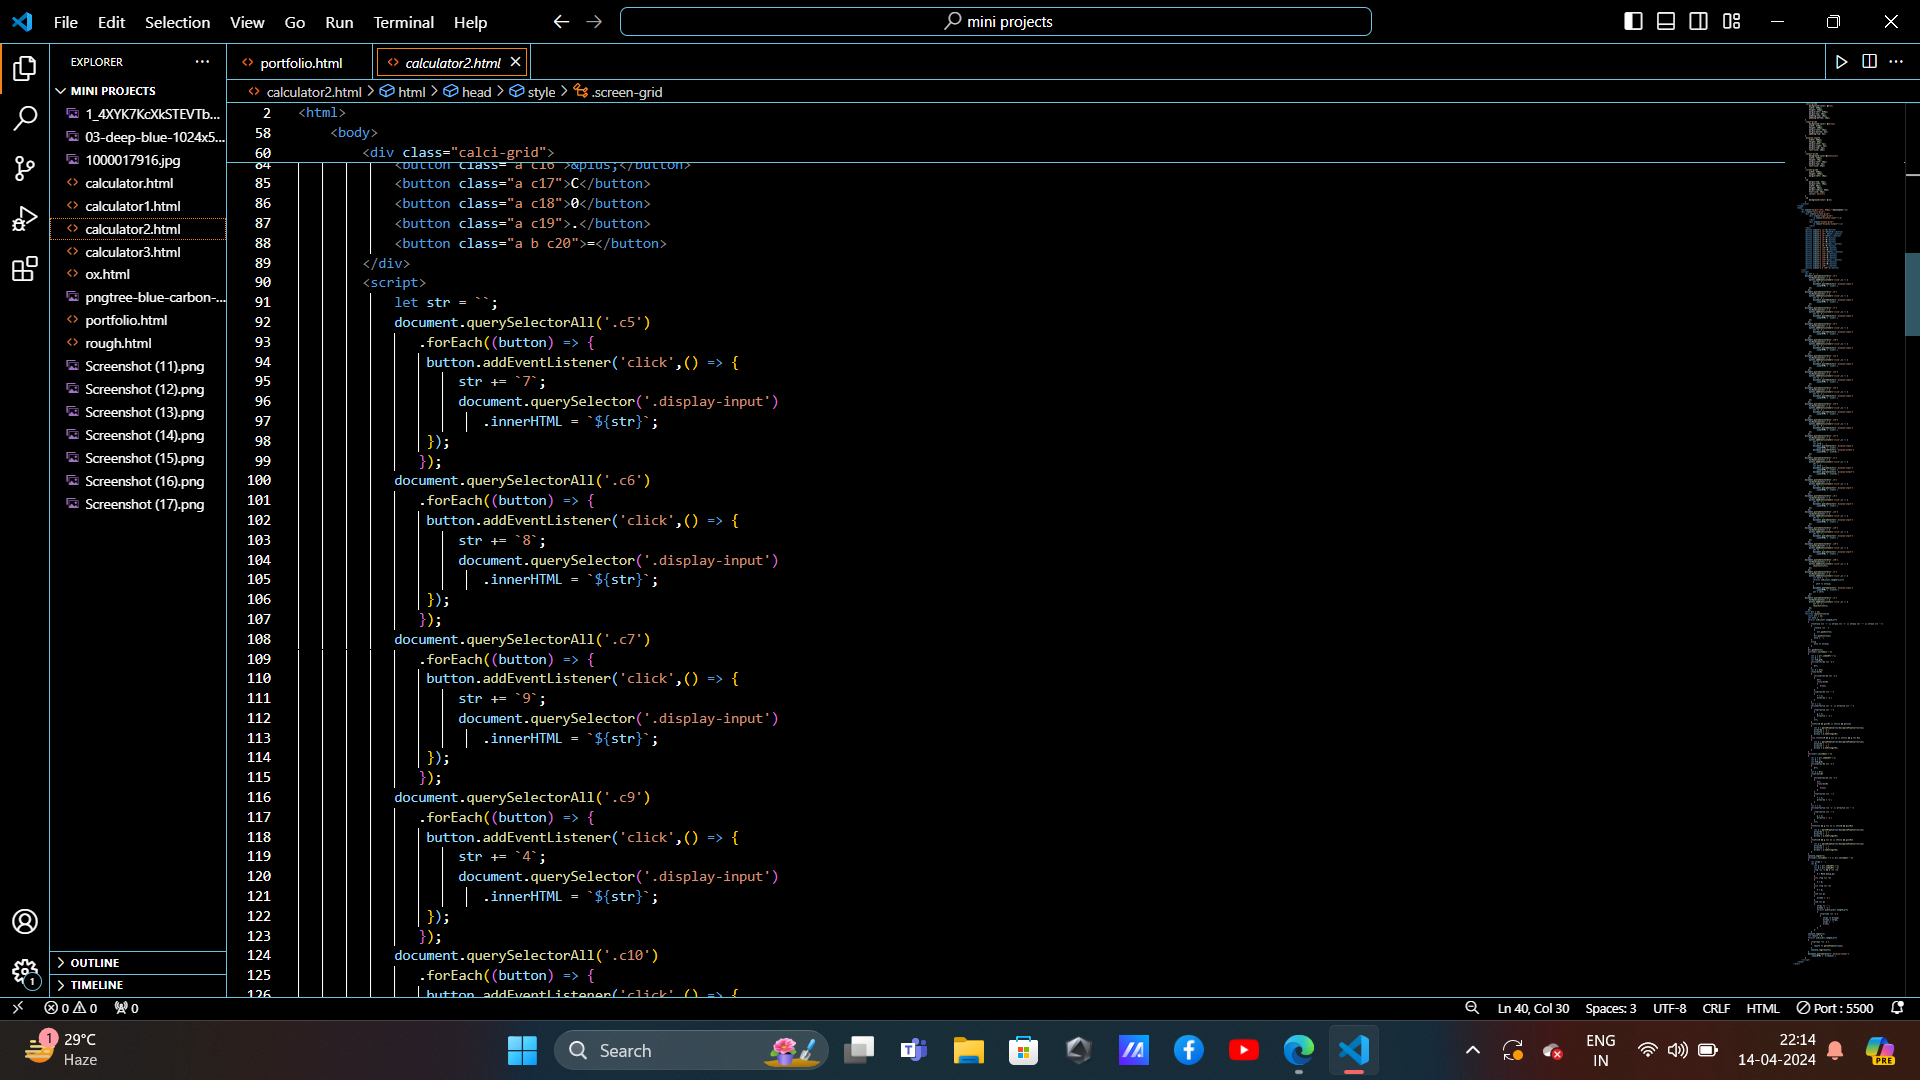 File Edit Selection View Go Run Terminal Help
mini projects
EXPLORER
MINI PROJECTS
1_4XYK7KcXkSTEVTb...
03-deep-blue-1024x5...
1000017916.jpg
calculator.html
calculator1.html
calculator2.html
calculator3.html
ox.html
pngtree-blue-carbon-...
portfolio.html
rough.html
Screenshot (11).png
Screenshot (12).png
Screenshot (13).png
Screenshot (14).png
Screenshot (15).png
Screenshot (16).png
Screenshot (17).png
OUTLINE
TIMELINE
portfolio.html calculator2.html
calculator2.html > html > head > style > .screen-grid
2 <html>
58 <body>
60 <div class="calci-grid">
84 <button class="a c16">&plus;</button>
85 <button class="a c17">C</button>
86 <button class="a c18">0</button>
87 <button class="a c19">.</button>
88 <button class="a b c20">=</button>
89 </div>
90 <script>
91 let str = ``;
92 document.querySelectorAll('.c5')
93 .forEach((button) => {
94 button.addEventListener('click',() => {
95 str += `7`;
96 document.querySelector('.display-input')
97 .innerHTML = `${str}`;
98 });
99 });
100 document.querySelectorAll('.c6')
101 .forEach((button) => {
102 button.addEventListener('click',() => {
103 str += `8`;
104 document.querySelector('.display-input')
105 .innerHTML = `${str}`;
106 });
107 });
108 document.querySelectorAll('.c7')
109 .forEach((button) => {
110 button.addEventListener('click',() => {
111 str += `9`;
112 document.querySelector('.display-input')
113 .innerHTML = `${str}`;
114 });
115 });
116 document.querySelectorAll('.c9')
117 .forEach((button) => {
118 button.addEventListener('click',() => {
119 str += `4`;
120 document.querySelector('.display-input')
121 .innerHTML = `${str}`;
122 });
123 });
124 document.querySelectorAll('.c10')
125 .forEach((button) => {
126 button.addEventListener('click',() => {
1
0 0 0
Ln 40, Col 30 Spaces: 3 UTF-8 CRLF HTML Port : 5500
1
29°C
Haze
Search
ENG
IN
22:14
14-04-2024
PRE